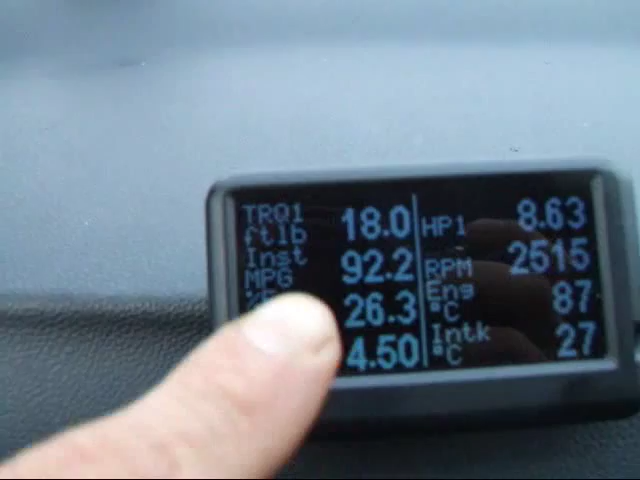 TRQ1
ftlb 18.0
Inst
MPG 92.2
26.3
4.50
HP1 8.63
RPM 2515
Eng
°C 87
Intk
°C 27